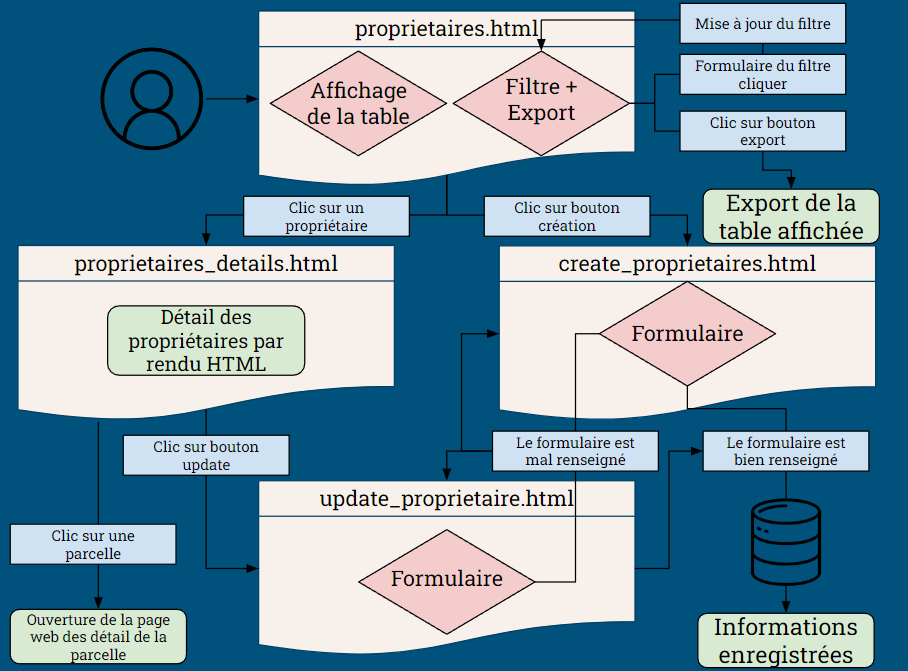 proprietaires.html
Mise à jour du filtre
Affichage
de la table
Filtre +
Export
Formulaire du filtre
cliquer
Clic sur bouton
export
Export de la
table affichée
Clic sur un
propriétaire
Clic sur bouton
création
proprietaires_details.html
create_proprietaires.html
Détail des
propriétaires par
rendu HTML
Formulaire
Clic sur bouton
update
Le formulaire est
mal renseigné
Le formulaire est
bien renseigné
update_proprietaire.html
Clic sur une
parcelle
Formulaire
Ouverture de la page
web des détail de la
parcelle
Informations
enregistrées